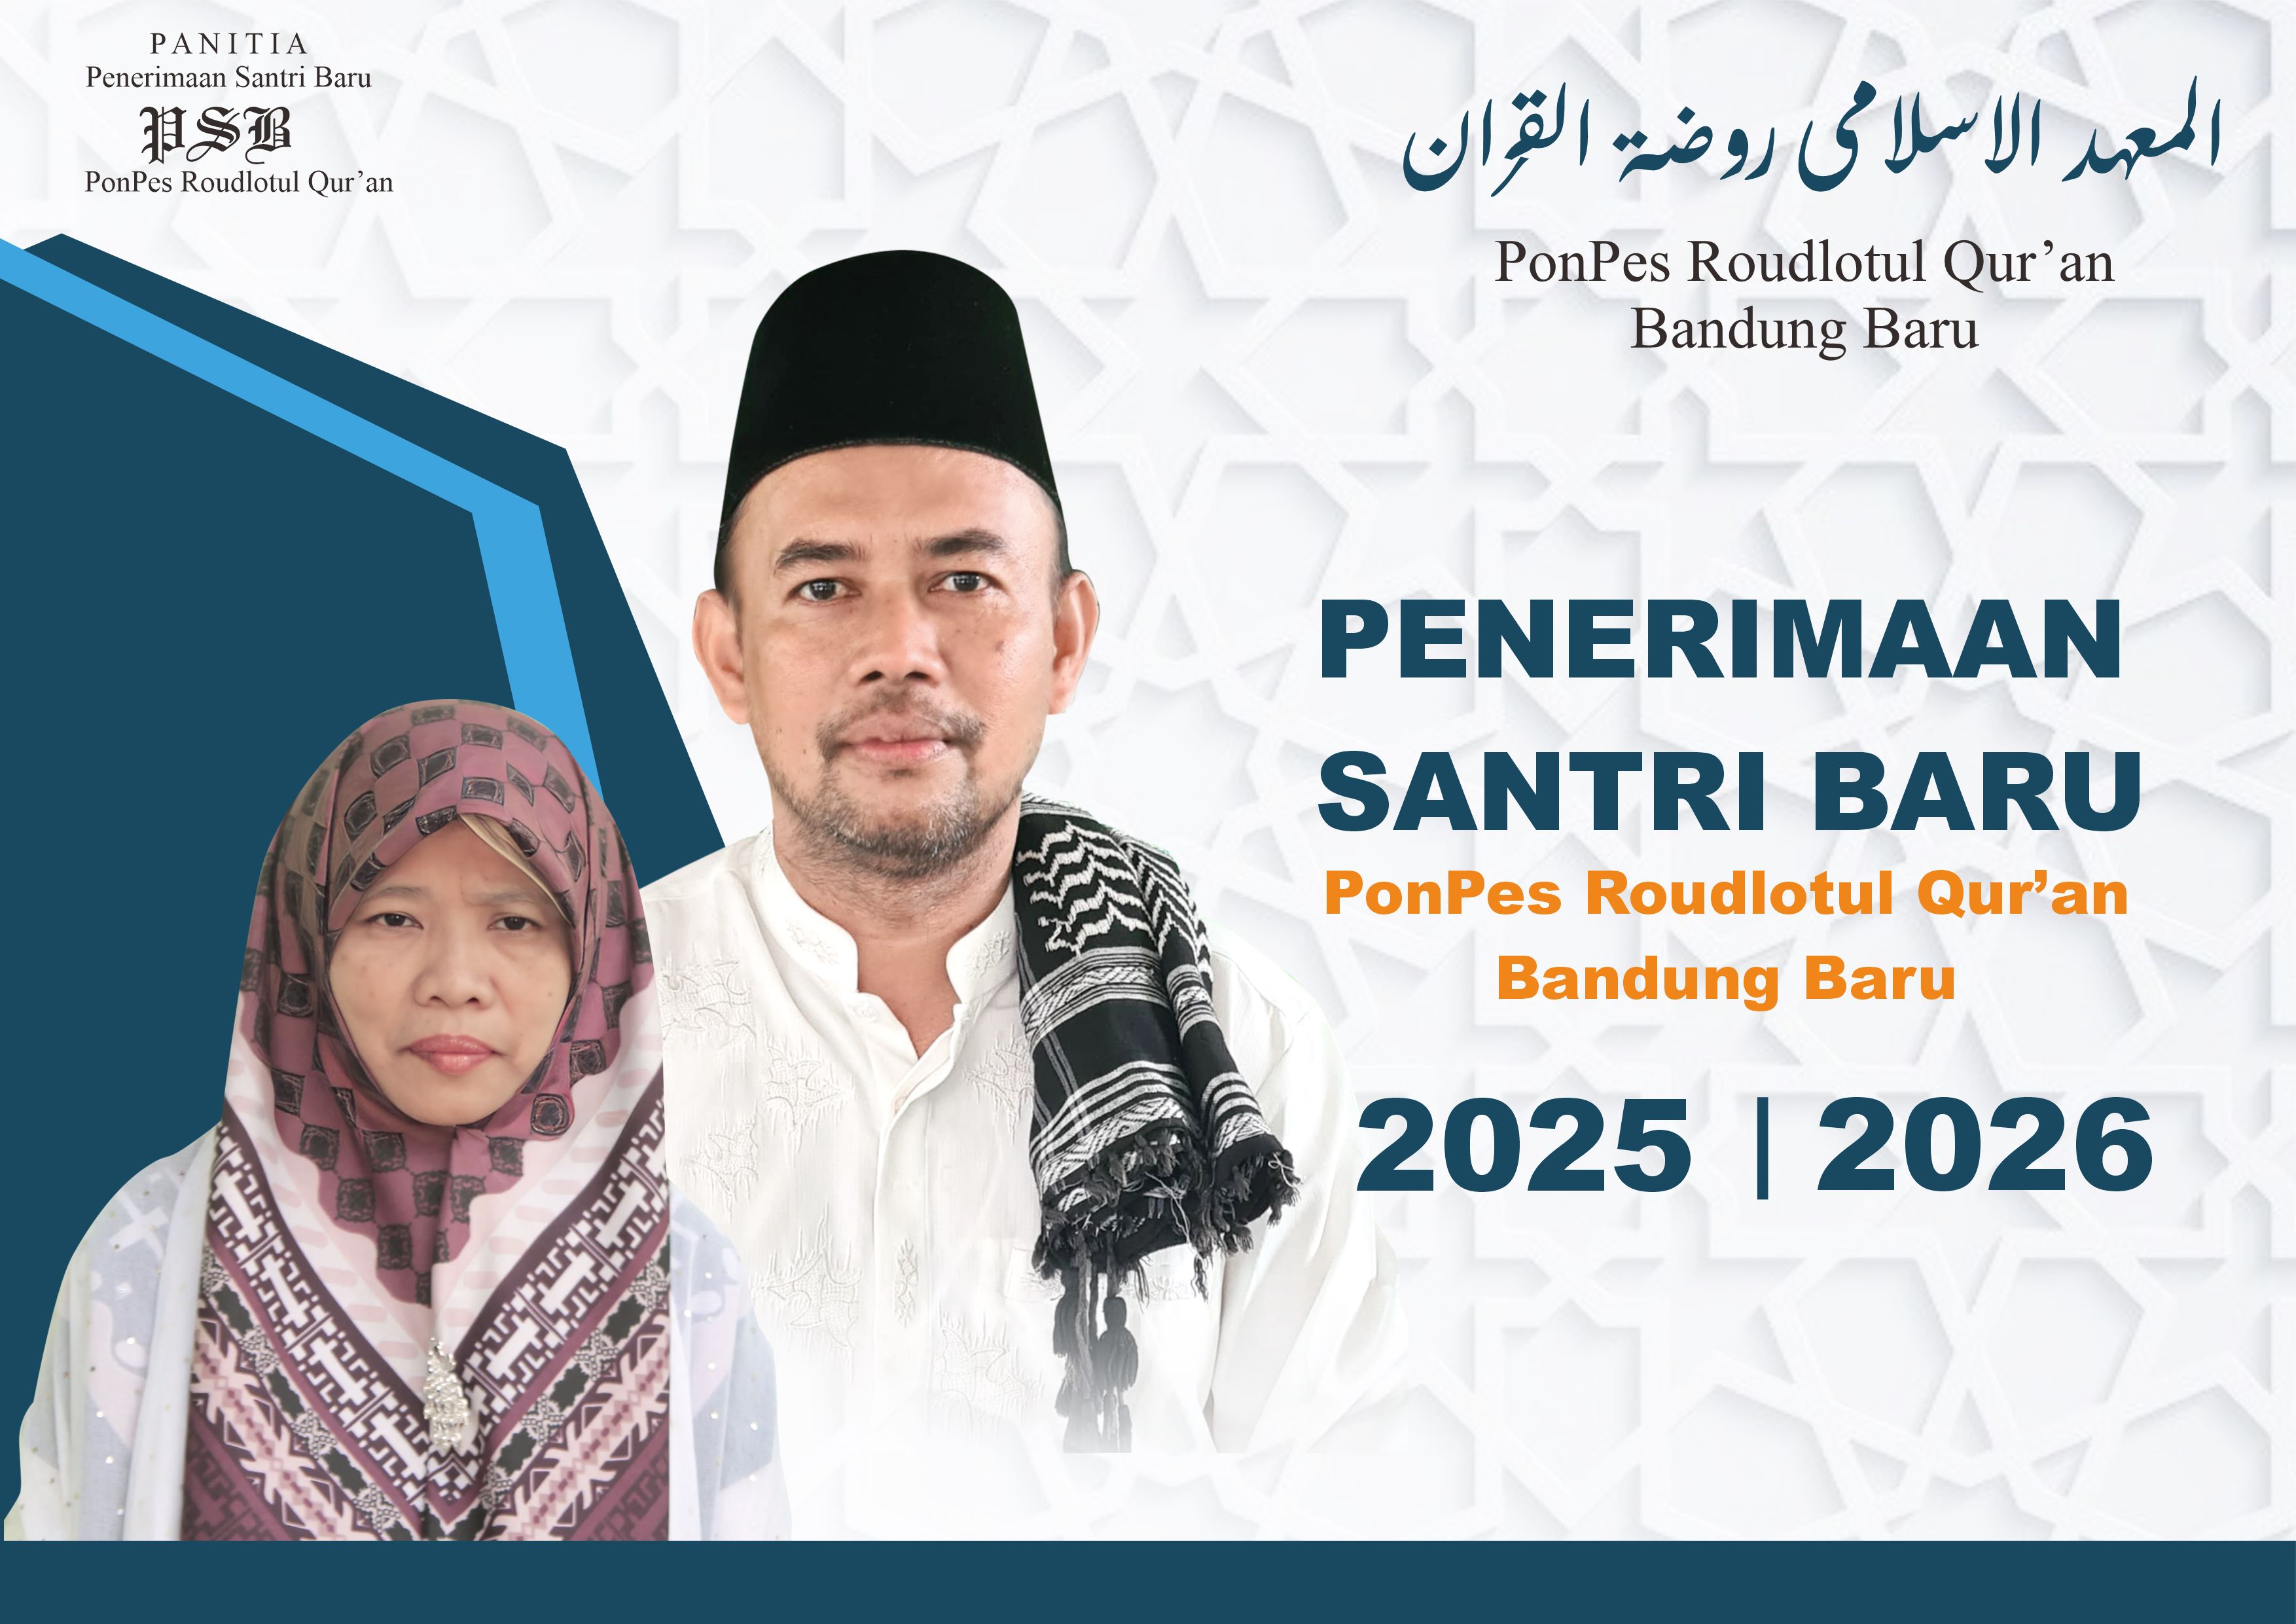 PANITIA
Penerimaan Santri Baru
PSB
PonPes Roudlotul Qur’an
المعهد الاسلامى روضة القران
PonPes Roudlotul Qur’an
Bandung Baru
PENERIMAAN
SANTRI BARU
PonPes Roudlotul Qur’an
Bandung Baru
2025 | 2026